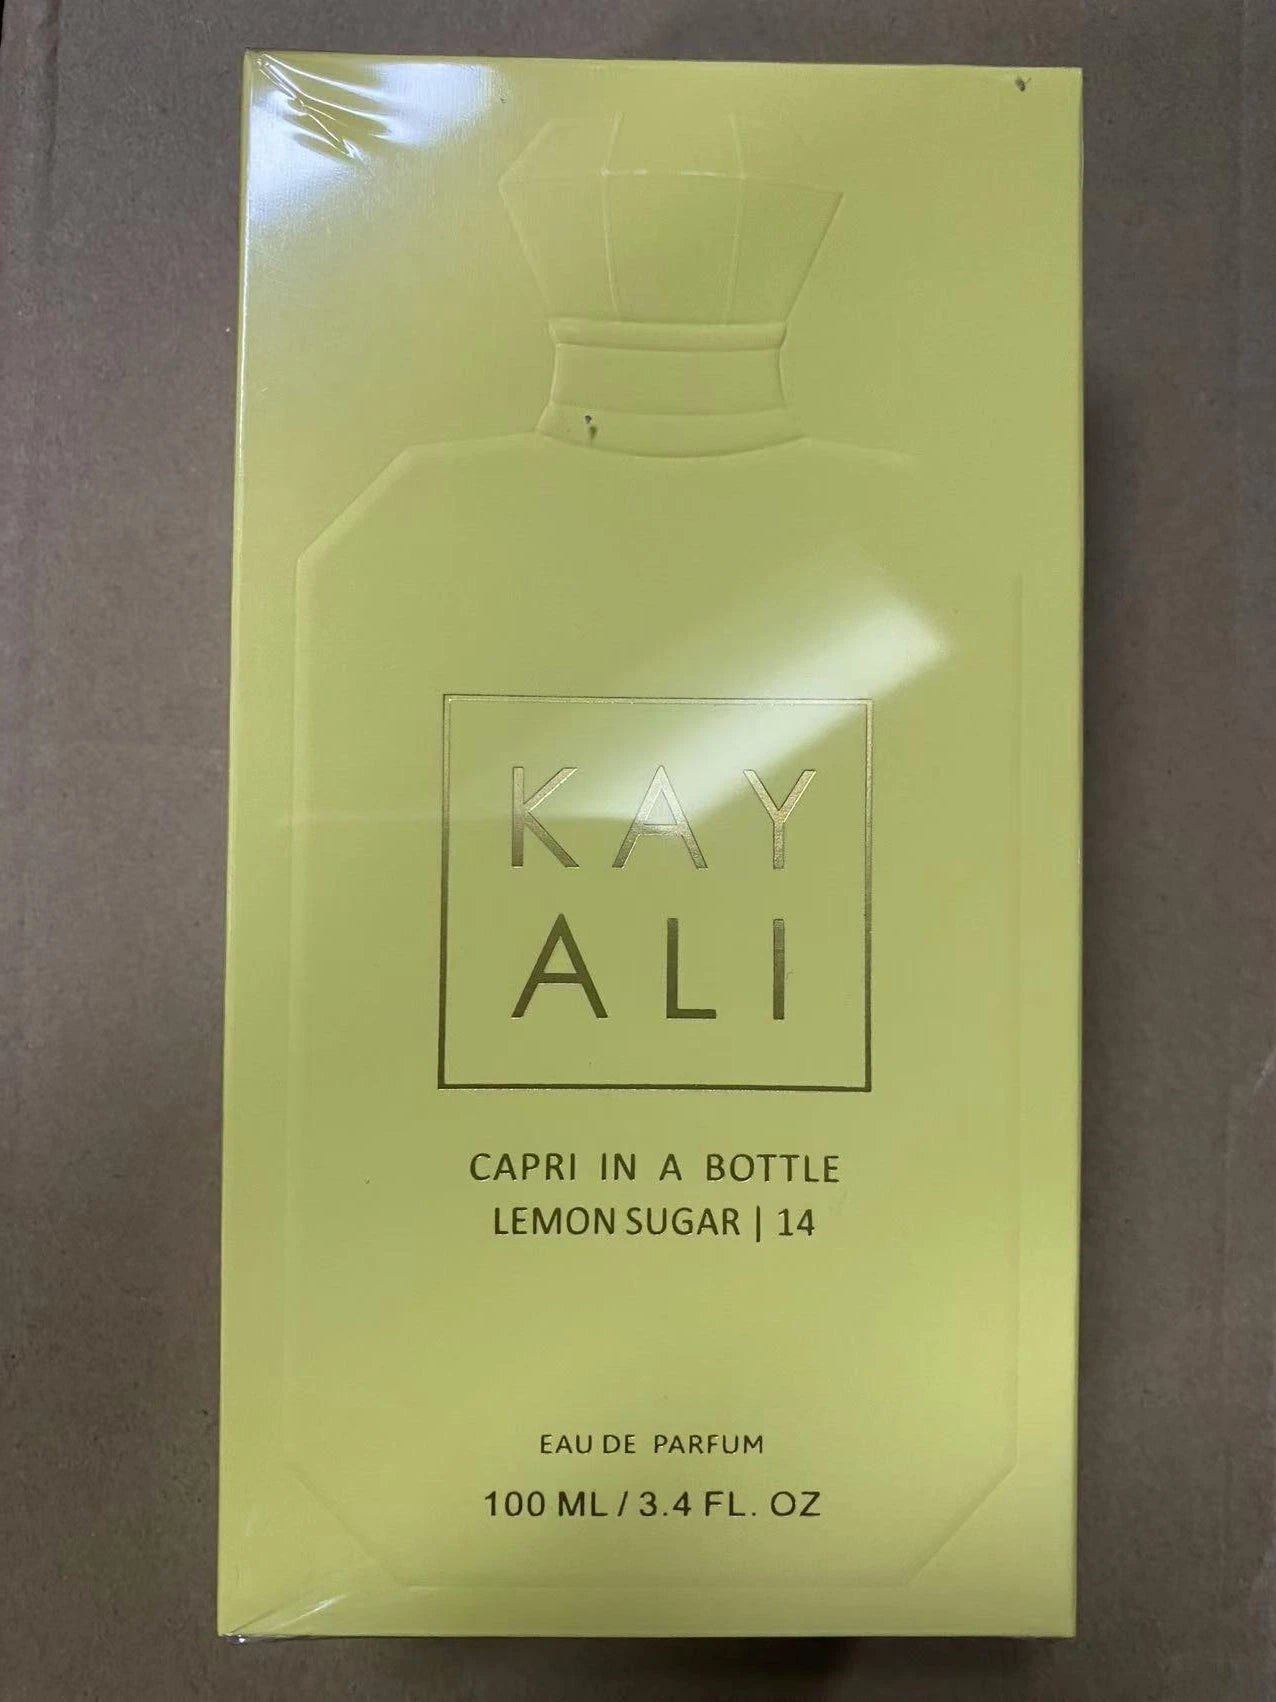 KAY
ALI
CAPRI IN A BOTTLE
LEMON SUGAR | 14
EAU DE PARFUM
100 ML / 3.4 FL. OZ